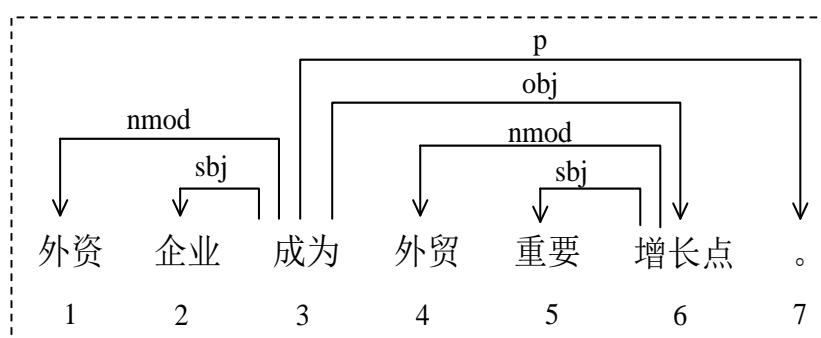 p
obj
nmod nmod
sbj sbj
外资 企业 成为 外贸 重要 增长点 。
1 2 3 4 5 6 7